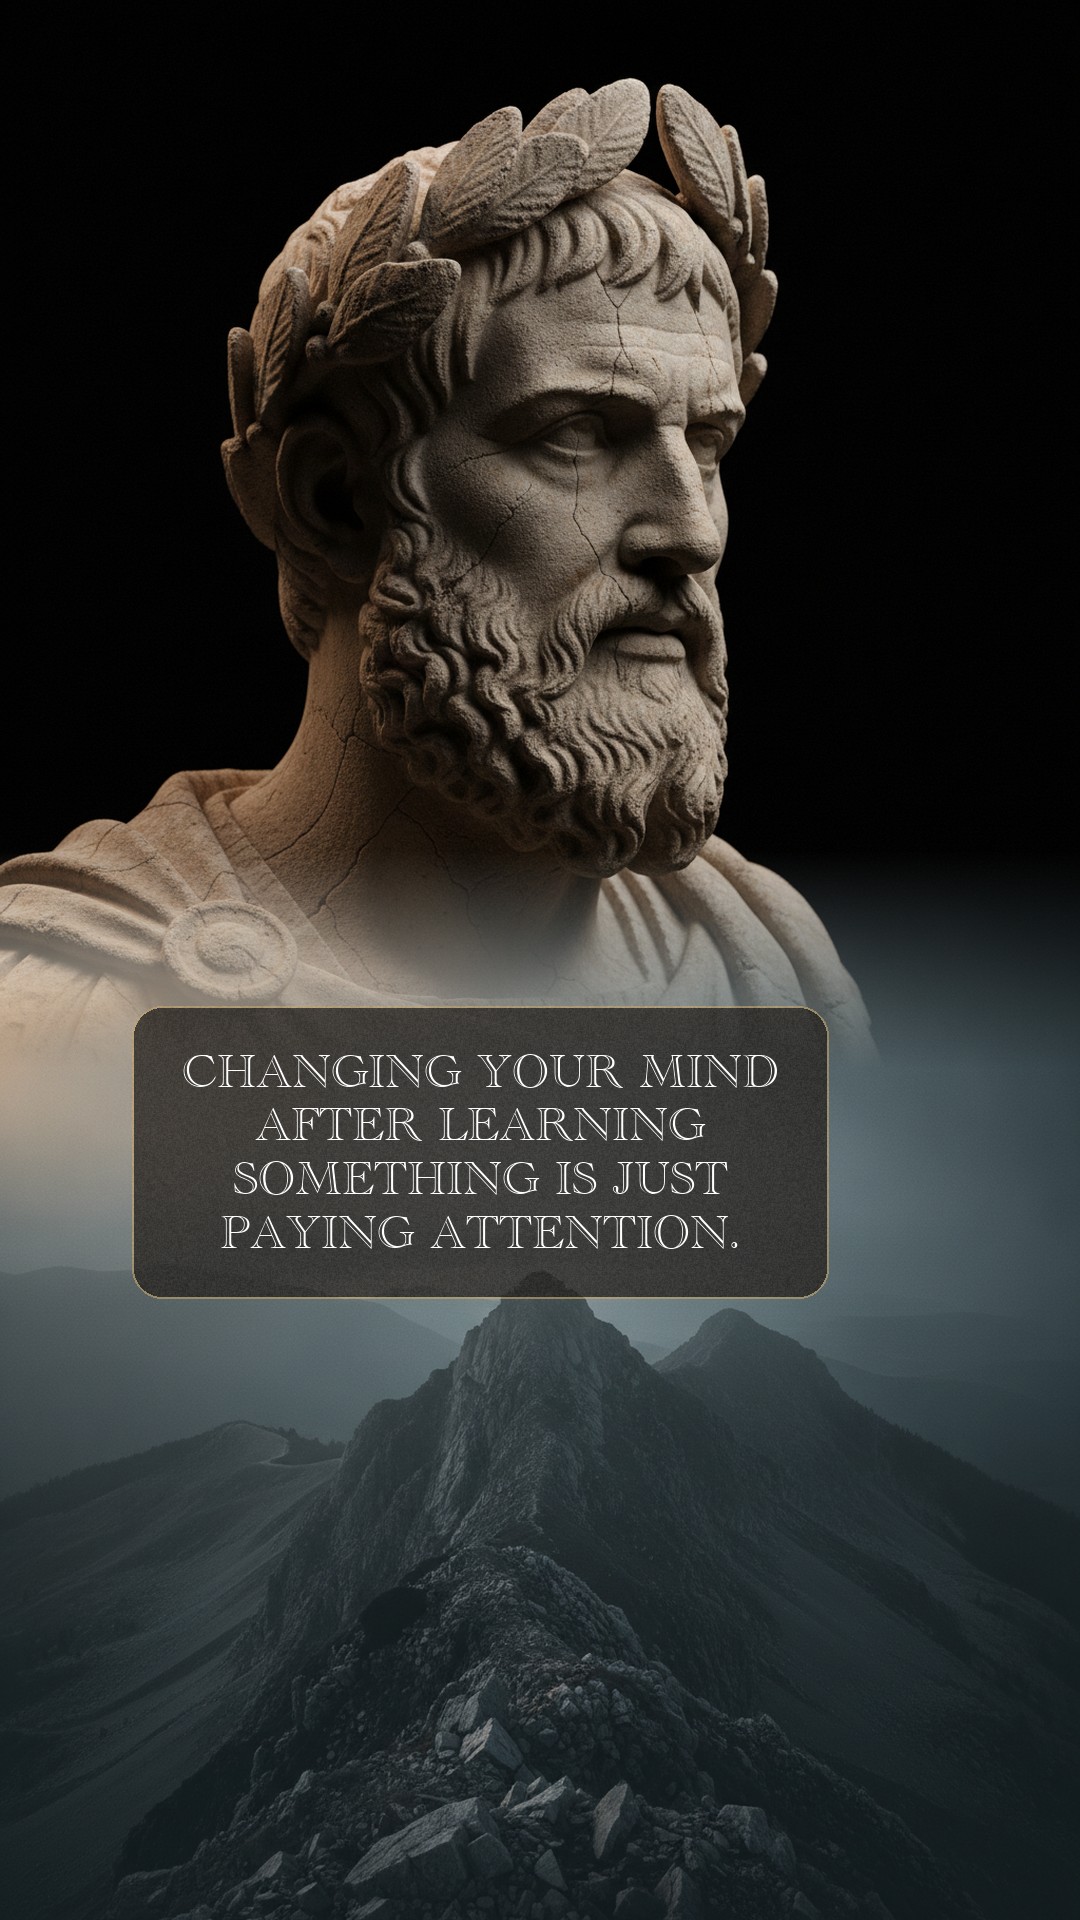 CHANGING YOUR MIND
AFTER LEARNING
SOMETHING IS JUST
PAYING ATTENTION.